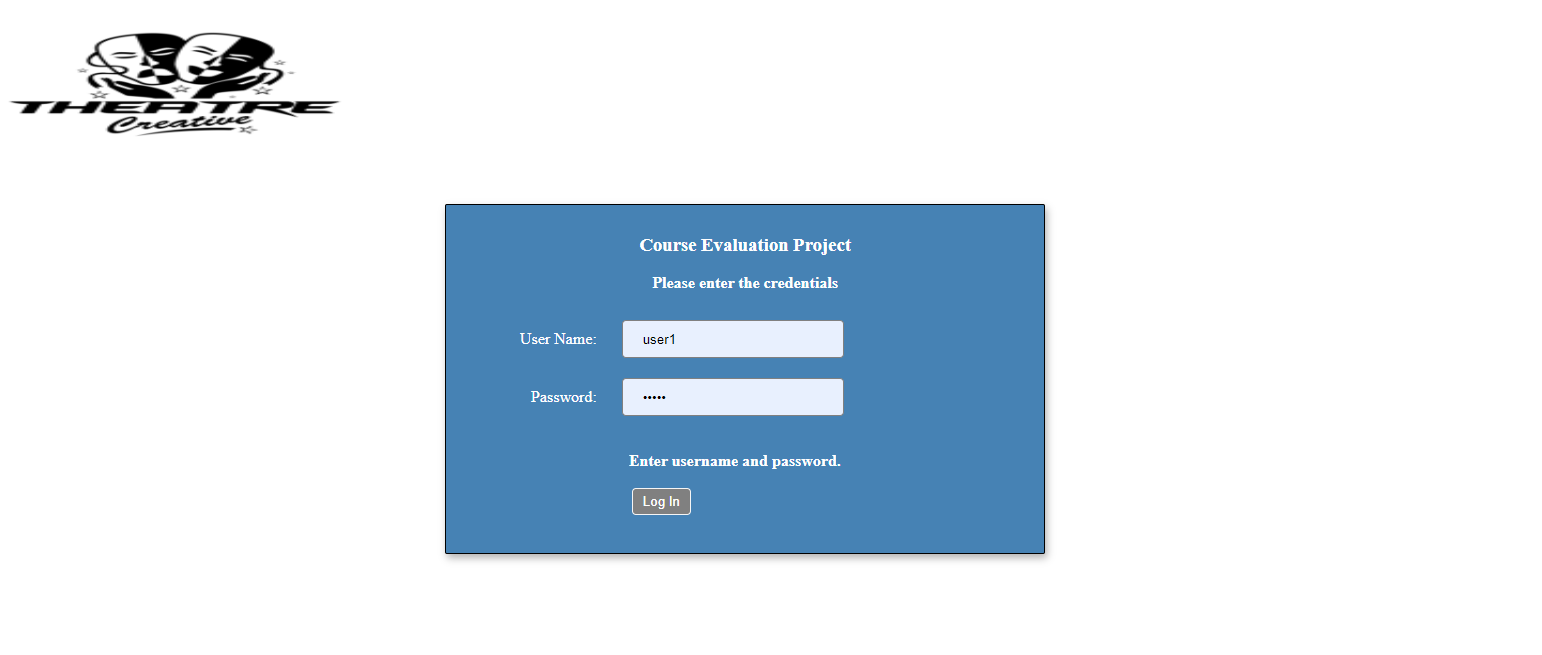 THEATRE
Creative
Course Evaluation Project
Please enter the credentials
User Name: user1
Password: •••••
Enter username and password.
Log In